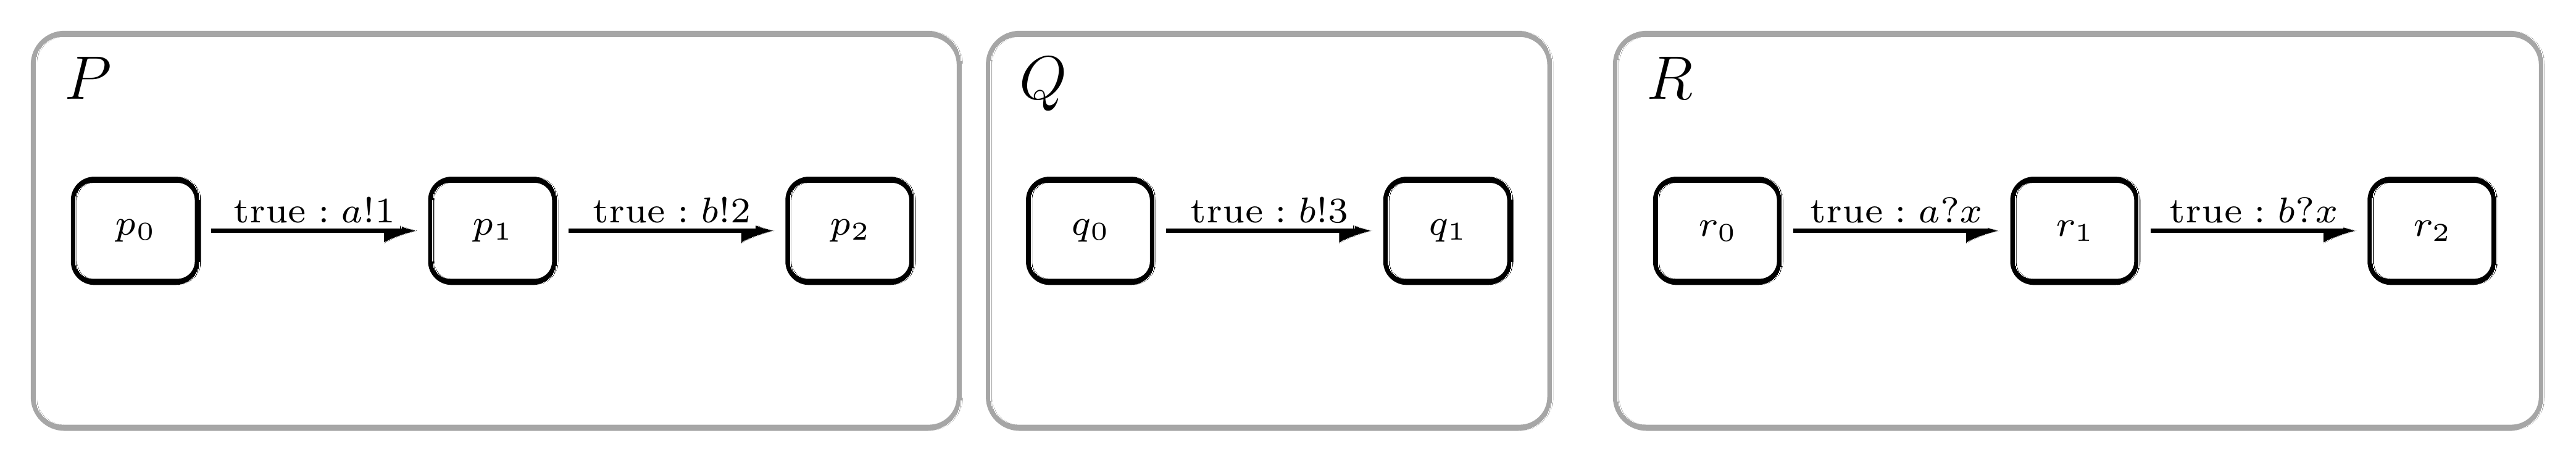 P Q R
true : a!1 true : b!2 true : b!3 true : a?x true : b?x
p₀ p₁ p₂ q₀ q₁ r₀ r₁ r₂